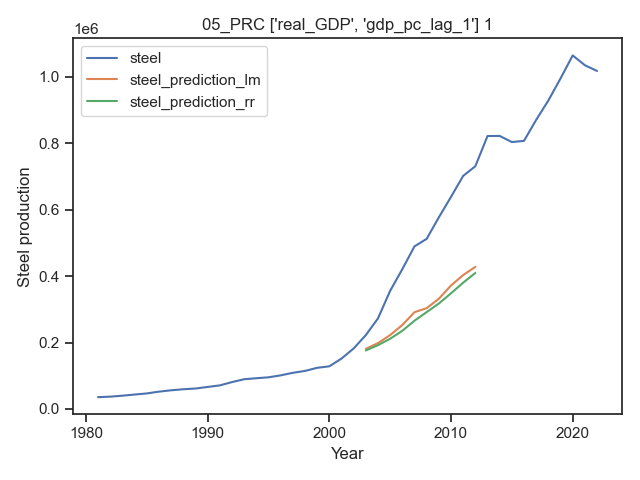 05_PRC ['real_GDP', 'gdp_pc_lag_1'] 1
1e6
steel
steel_prediction_lm
steel_prediction_rr
1.0
0.8
0.6
0.4
0.2
0.0
Steel production
1980
1990
2000
2010
2020
Year